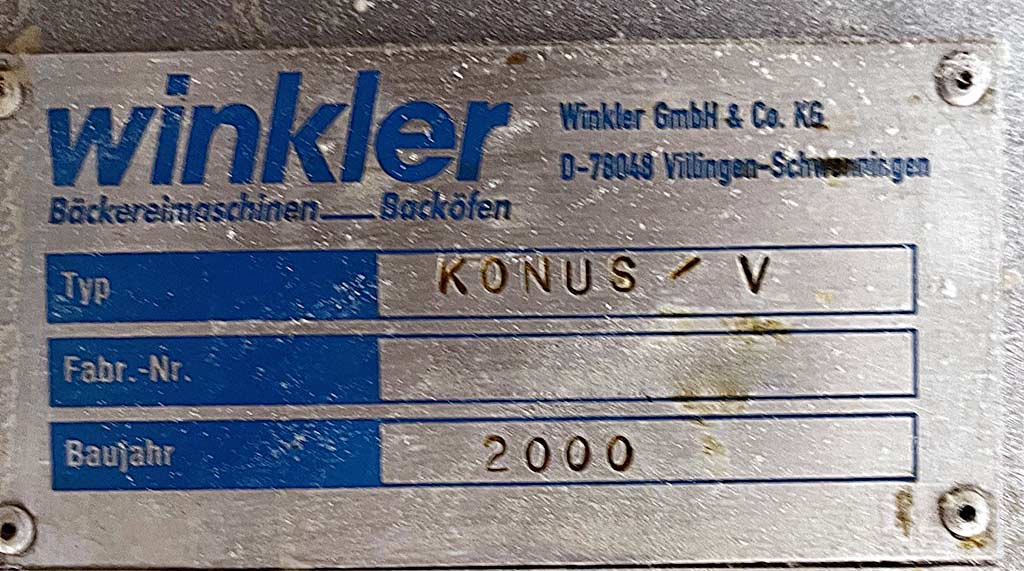 winkler
Bäckereimaschinen Backöfen
Winkler GmbH & Co. KG
D-78048 Villingen-Schwenningen
Typ KONUS / V
Fabr.-Nr.
Baujahr 2000